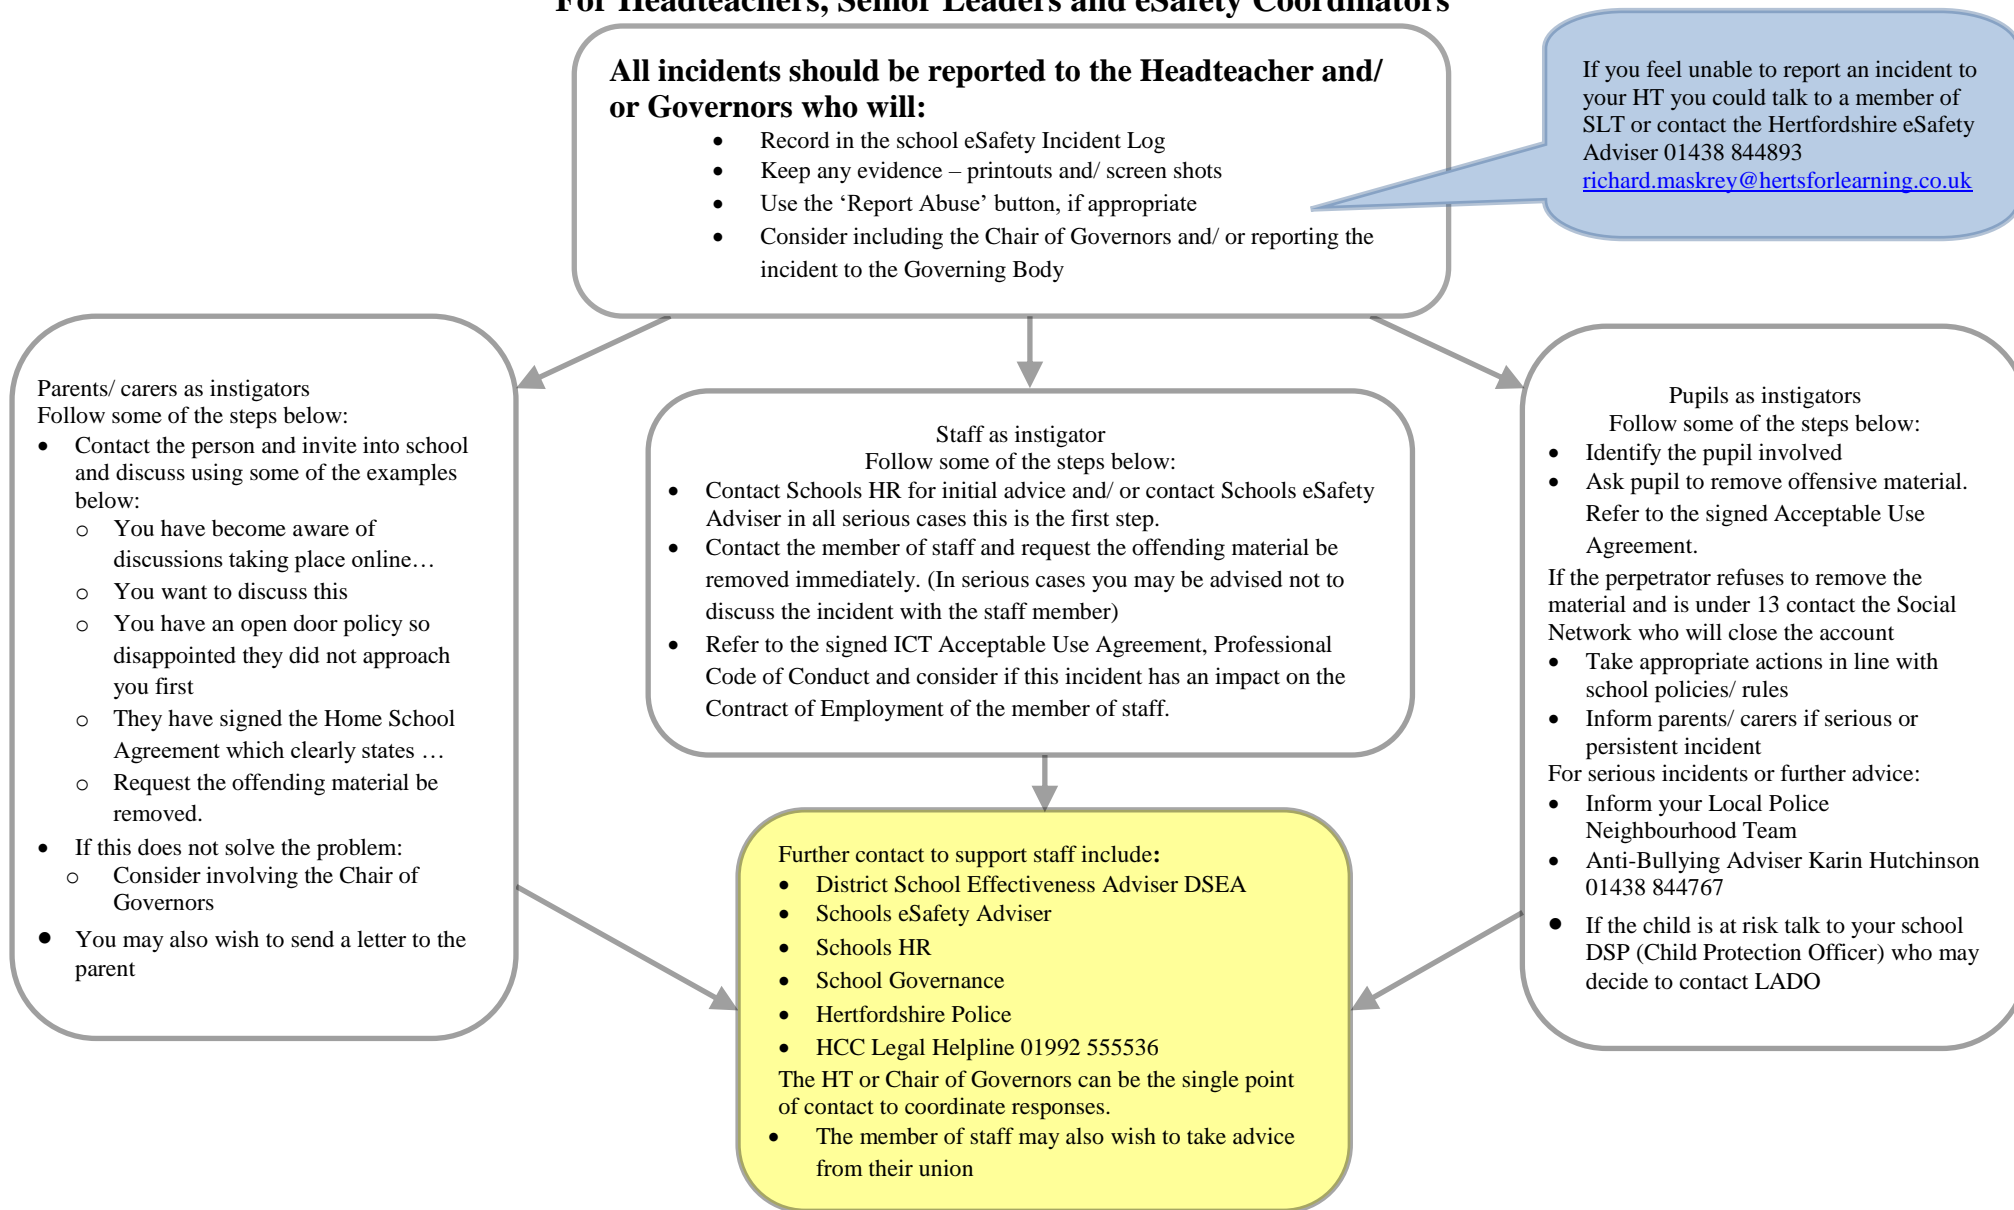 For Headteachers, Senior Leaders and eSafety Coordinators
All incidents should be reported to the Headteacher and/
or Governors who will:
• Record in the school eSafety Incident Log
• Keep any evidence – printouts and/ screen shots
• Use the ‘Report Abuse’ button, if appropriate
• Consider including the Chair of Governors and/ or reporting the
incident to the Governing Body
If you feel unable to report an incident to
your HT you could talk to a member of
SLT or contact the Hertfordshire eSafety
Adviser 01438 844893
richard.maskrey@hertsforlearning.co.uk
Parents/ carers as instigators
Follow some of the steps below:
• Contact the person and invite into school
and discuss using some of the examples
below:
o You have become aware of
discussions taking place online…
o You want to discuss this
o You have an open door policy so
disappointed they did not approach
you first
o They have signed the Home School
Agreement which clearly states …
o Request the offending material be
removed.
• If this does not solve the problem:
o Consider involving the Chair of
Governors
• You may also wish to send a letter to the
parent
Staff as instigator
Follow some of the steps below:
• Contact Schools HR for initial advice and/ or contact Schools eSafety
Adviser in all serious cases this is the first step.
• Contact the member of staff and request the offending material be
removed immediately. (In serious cases you may be advised not to
discuss the incident with the staff member)
• Refer to the signed ICT Acceptable Use Agreement, Professional
Code of Conduct and consider if this incident has an impact on the
Contract of Employment of the member of staff.
Pupils as instigators
Follow some of the steps below:
• Identify the pupil involved
• Ask pupil to remove offensive material.
Refer to the signed Acceptable Use
Agreement.
If the perpetrator refuses to remove the
material and is under 13 contact the Social
Network who will close the account
• Take appropriate actions in line with
school policies/ rules
• Inform parents/ carers if serious or
persistent incident
For serious incidents or further advice:
• Inform your Local Police
Neighbourhood Team
• Anti-Bullying Adviser Karin Hutchinson
01438 844767
• If the child is at risk talk to your school
DSP (Child Protection Officer) who may
decide to contact LADO
Further contact to support staff include:
• District School Effectiveness Adviser DSEA
• Schools eSafety Adviser
• Schools HR
• School Governance
• Hertfordshire Police
• HCC Legal Helpline 01992 555536
The HT or Chair of Governors can be the single point
of contact to coordinate responses.
• The member of staff may also wish to take advice
from their union